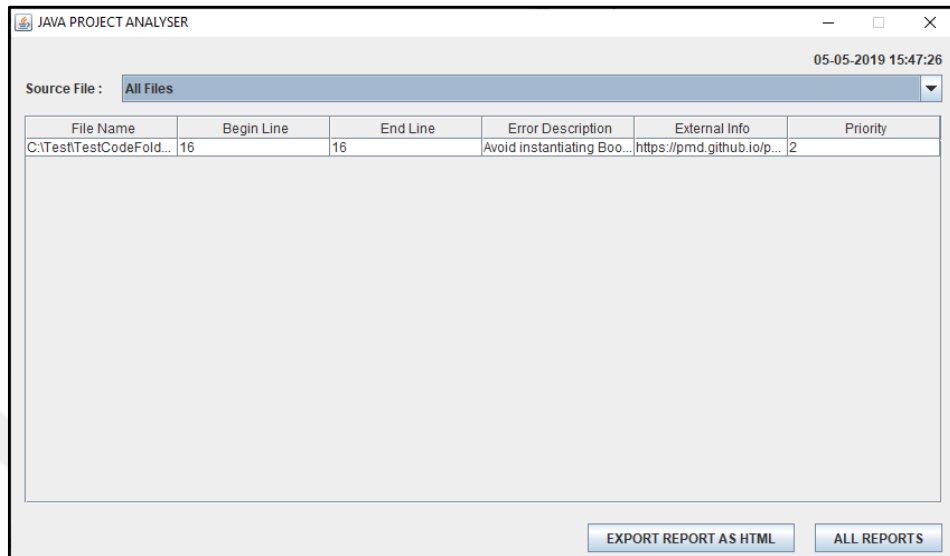 JAVA PROJECT ANALYSER
05-05-2019 15:47:26
Source File : All Files
File Name Begin Line End Line Error Description External Info Priority
C:\Test\TestCodeFold... 16 16 Avoid instantiating Boo... https://pmd.github.io/p... 2
EXPORT REPORT AS HTML ALL REPORTS